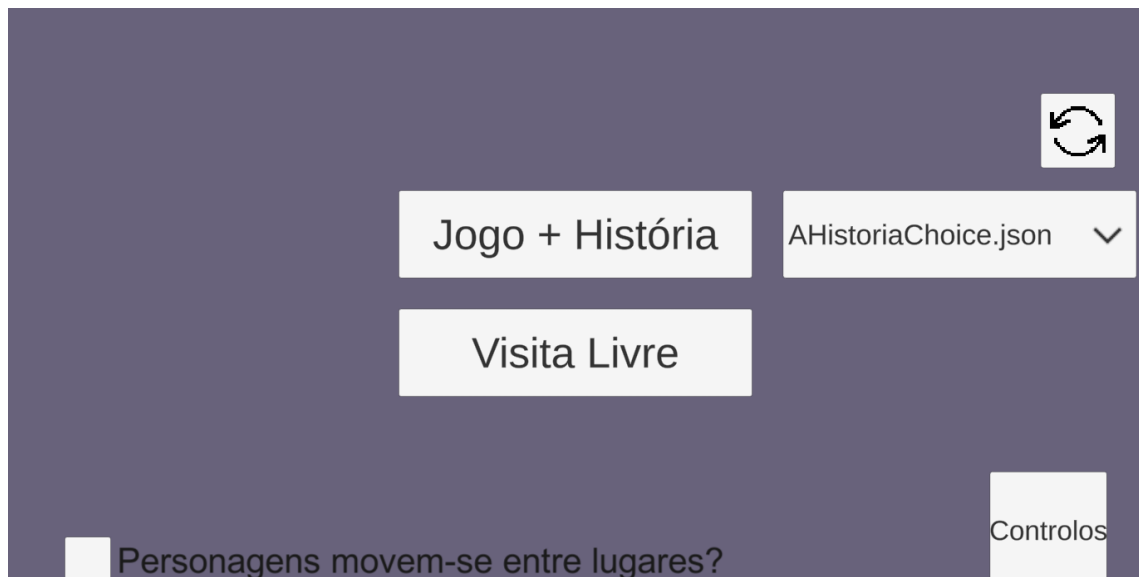 Jogo + História
AHistoriaChoice.json
Visita Livre
Controlos
Personagens movem-se entre lugares?